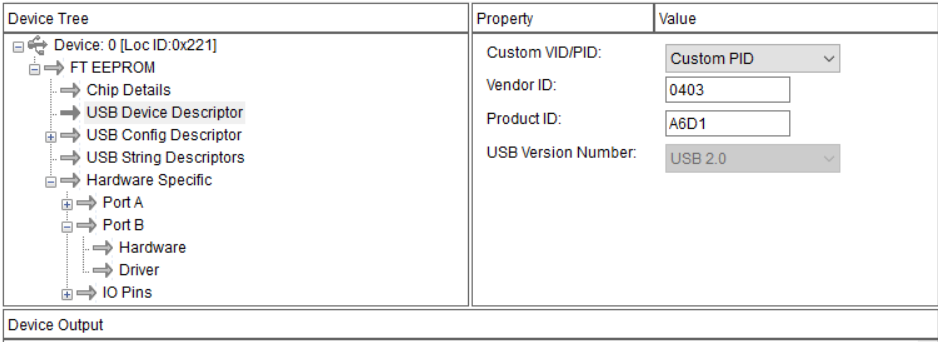 Device Tree
Device: 0 [Loc ID:0x221]
FT EEPROM
Chip Details
USB Device Descriptor
USB Config Descriptor
USB String Descriptors
Hardware Specific
Port A
Port B
Hardware
Driver
IO Pins
Property Value
Custom VID/PID: Custom PID
Vendor ID: 0403
Product ID: A6D1
USB Version Number: USB 2.0
Device Output